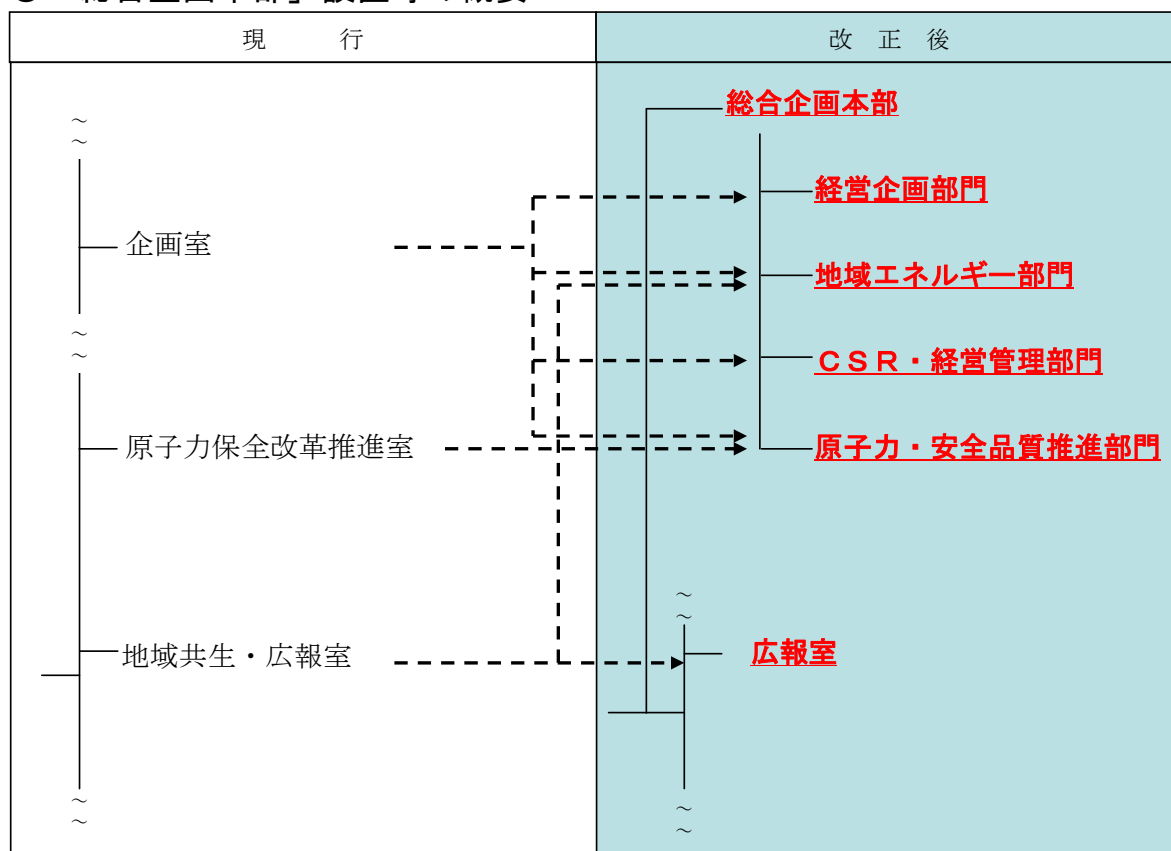 現行
改正後
総合企画本部
経営企画部門
企画室
地域エネルギー部門
CSR・経営管理部門
原子力保全改革推進室
原子力・安全品質推進部門
地域共生・広報室
広報室